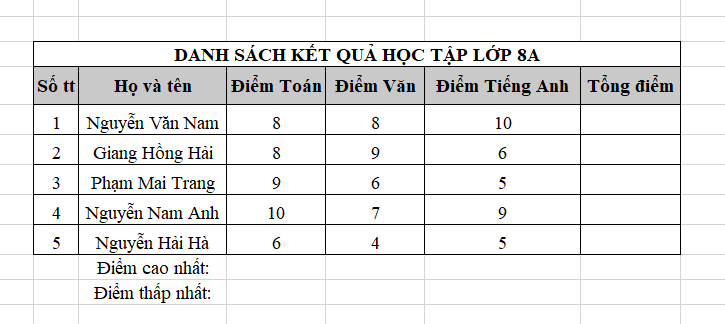 DANH SÁCH KẾT QUẢ HỌC TẬP LỚP 8A
Số tt Họ và tên Điểm Toán Điểm Văn Điểm Tiếng Anh Tổng điểm
1 Nguyễn Văn Nam 8 8 10
2 Giang Hồng Hải 8 9 6
3 Phạm Mai Trang 9 6 5
4 Nguyễn Nam Anh 10 7 9
5 Nguyễn Hải Hà 6 4 5
Điểm cao nhất:
Điểm thấp nhất: